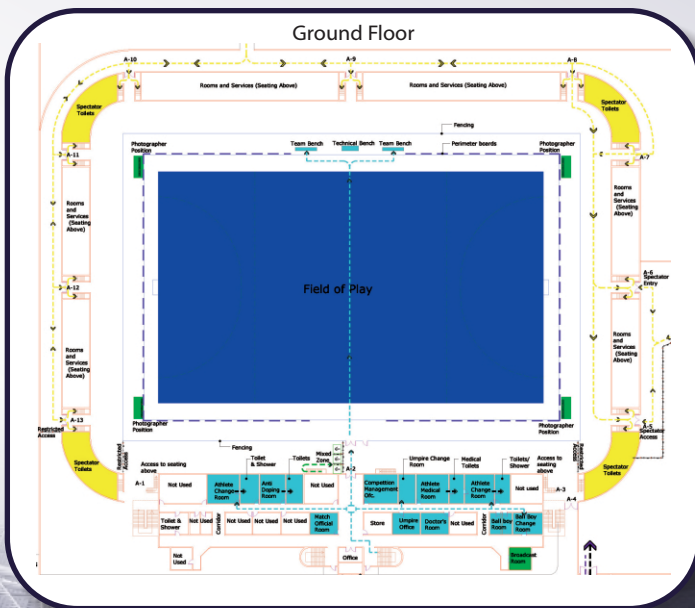 Ground Floor
A-10
A-9
A-8
Rooms and Services (Seating Above)
Rooms and Services (Seating Above)
Spectator
Toilets
Spectator
Toilets
Fencing
Photographer
Position
Team Bench
Technical Bench
Team Bench
Perimeter boards
Photographer
Position
A-11
A-7
Rooms
and
Services
(Seating
Above)
Rooms
and
Services
(Seating
Above)
A-12
A-6
Spectator
Entry
Field of Play
Rooms
and
Services
(Seating
Above)
Rooms
and
Services
(Seating
Above)
A-13
Restricted
Access
A-5
Spectator
Access
Photographer
Position
Photographer
Position
Spectator
Toilets
Spectator
Toilets
Restricted
Access
Restricted
Access
Fencing
Toilet
& Shower
Toilets
Mixed
Zone
A-2
Umpire Change
Room
Medical
Toilets
Toilets/
Shower
Access to seating
above
Access to
seating
above
A-1
Not Used
Athlete
Change
Room
Anti
Doping
Room
Not Used
Competition
Management
Ofc.
Athlete
Medical
Room
Athlete
Change
Room
Not used
A-3
A-4
Toilet &
Shower
Not Used
Corridor
Not Used
Not Used
Not Used
Match
Official
Room
Store
Umpire
Office
Doctor's
Room
Not Used
Corridor
Ball boy
Room
Ball Boy
Change
Room
Not
Used
Office
Broadcast
Room